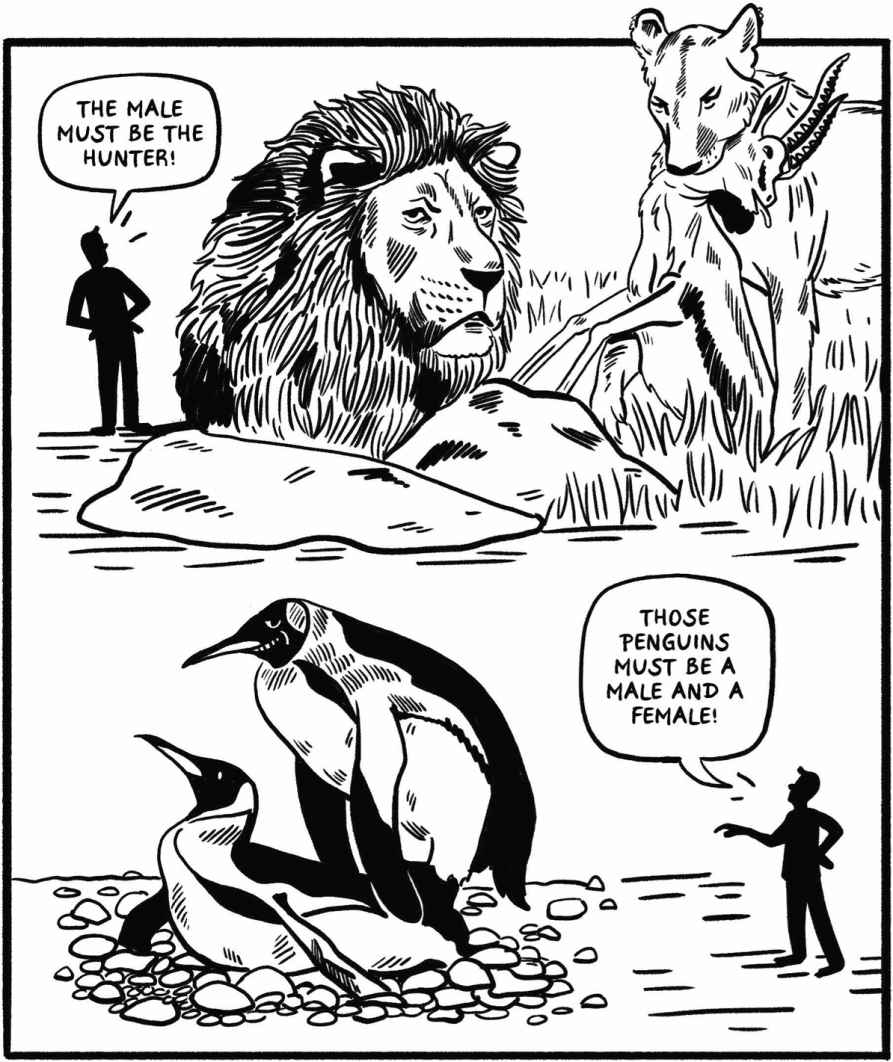 THE MALE
MUST BE THE
HUNTER!
THOSE
PENGUINS
MUST BE A
MALE AND A
FEMALE!